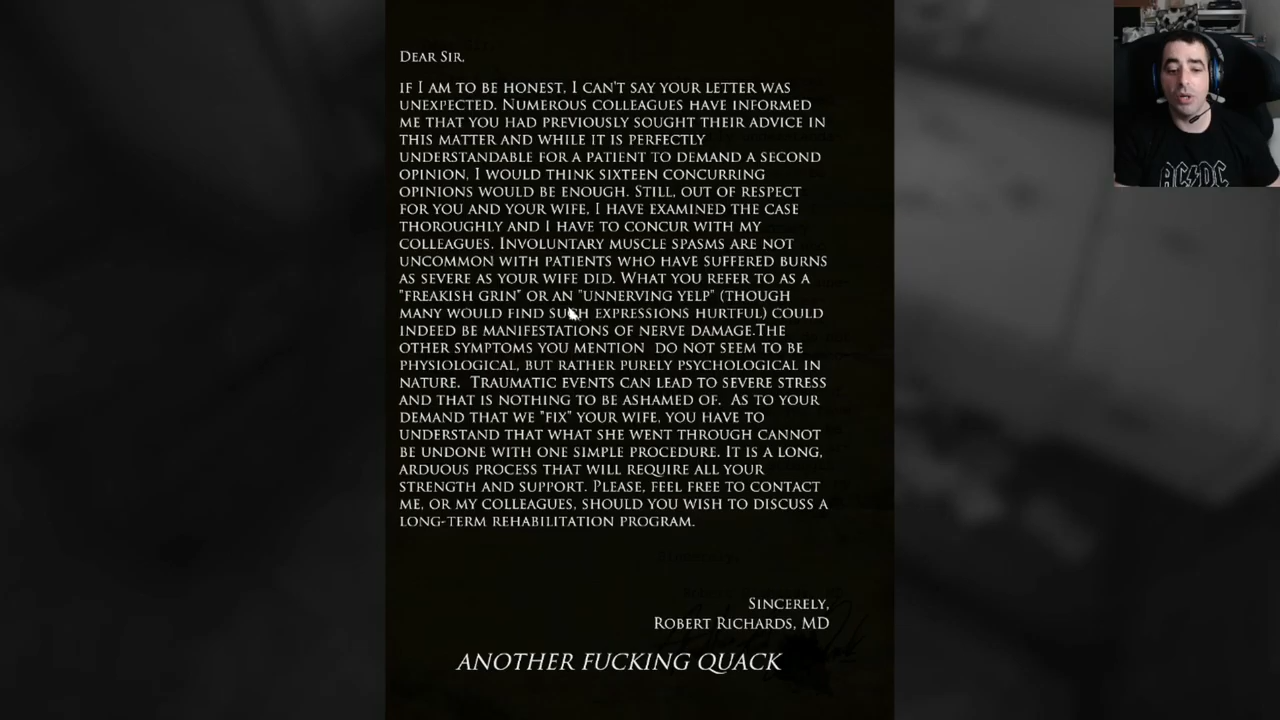 DEAR SIR,
IF I AM TO BE HONEST, I CAN'T SAY YOUR LETTER WAS
UNEXPECTED. NUMEROUS COLLEAGUES HAVE INFORMED
ME THAT YOU HAD PREVIOUSLY SOUGHT THEIR ADVICE IN
THIS MATTER AND WHILE IT IS PERFECTLY
UNDERSTANDABLE FOR A PATIENT TO DEMAND A SECOND
OPINION, I WOULD THINK SIXTEEN CONCURRING
OPINIONS WOULD BE ENOUGH. STILL, OUT OF RESPECT
FOR YOU AND YOUR WIFE, I HAVE EXAMINED THE CASE
THOROUGHLY AND I HAVE TO CONCUR WITH MY
COLLEAGUES. INVOLUNTARY MUSCLE SPASMS ARE NOT
UNCOMMON WITH PATIENTS WHO HAVE SUFFERED BURNS
AS SEVERE AS YOUR WIFE DID. WHAT YOU REFER TO AS A
"FREAKISH GRIN" OR AN "UNNERVING YELP" (THOUGH
MANY WOULD FIND SUCH EXPRESSIONS HURTFUL) COULD
INDEED BE MANIFESTATIONS OF NERVE DAMAGE.THE
OTHER SYMPTOMS YOU MENTION DO NOT SEEM TO BE
PHYSIOLOGICAL, BUT RATHER PURELY PSYCHOLOGICAL IN
NATURE. TRAUMATIC EVENTS CAN LEAD TO SEVERE STRESS
AND THAT IS NOTHING TO BE ASHAMED OF. AS TO YOUR
DEMAND THAT WE "FIX" YOUR WIFE, YOU HAVE TO
UNDERSTAND THAT WHAT SHE WENT THROUGH CANNOT
BE UNDONE WITH ONE SIMPLE PROCEDURE. IT IS A LONG,
ARDUOUS PROCESS THAT WILL REQUIRE ALL YOUR
STRENGTH AND SUPPORT. PLEASE, FEEL FREE TO CONTACT
ME, OR MY COLLEAGUES, SHOULD YOU WISH TO DISCUSS A
LONG-TERM REHABILITATION PROGRAM.
SINCERELY,
ROBERT RICHARDS, MD
ANOTHER FUCKING QUACK
AC/DC